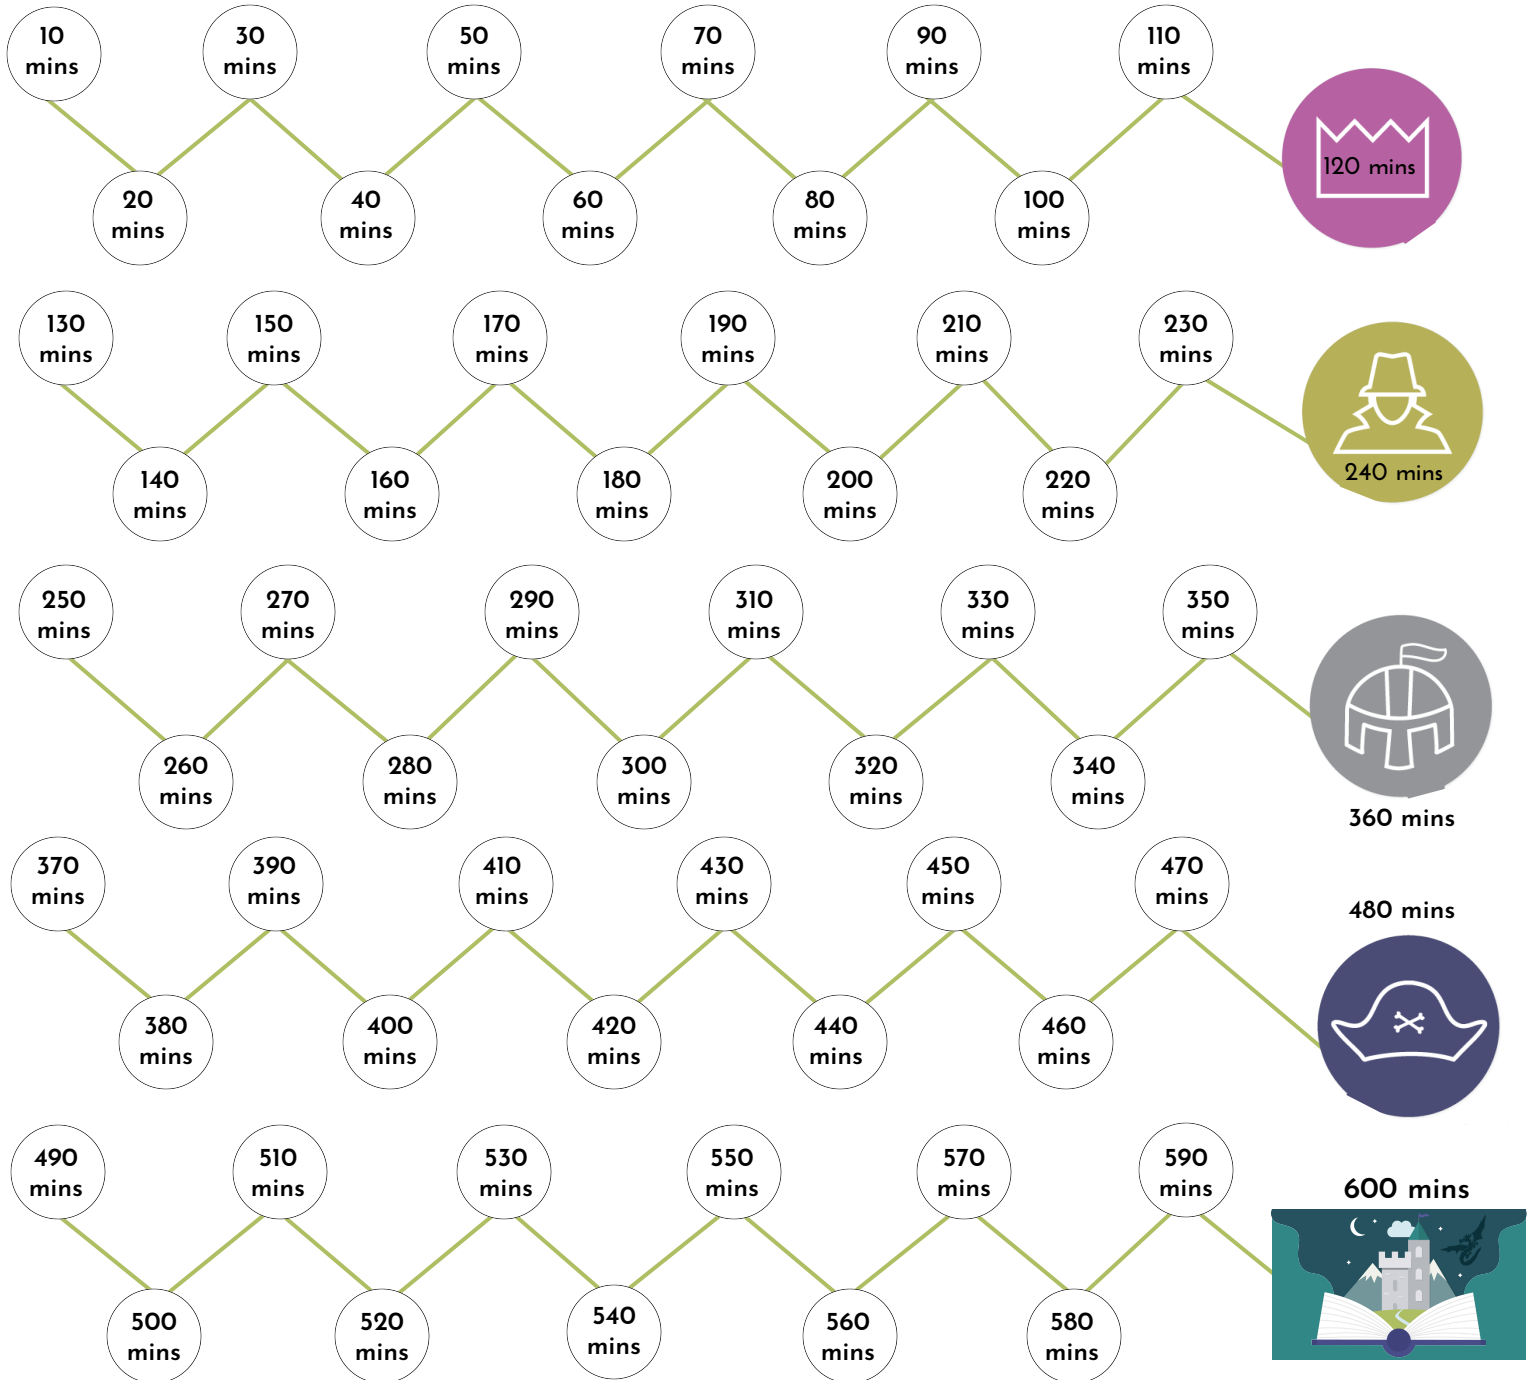 10
mins
20
mins
30
mins
40
mins
50
mins
60
mins
70
mins
80
mins
90
mins
100
mins
110
mins
120 mins
130
mins
140
mins
150
mins
160
mins
170
mins
180
mins
190
mins
200
mins
210
mins
220
mins
230
mins
240 mins
250
mins
260
mins
270
mins
280
mins
290
mins
300
mins
310
mins
320
mins
330
mins
340
mins
350
mins
360 mins
370
mins
380
mins
390
mins
400
mins
410
mins
420
mins
430
mins
440
mins
450
mins
460
mins
470
mins
480 mins
490
mins
500
mins
510
mins
520
mins
530
mins
540
mins
550
mins
560
mins
570
mins
580
mins
590
mins
600 mins